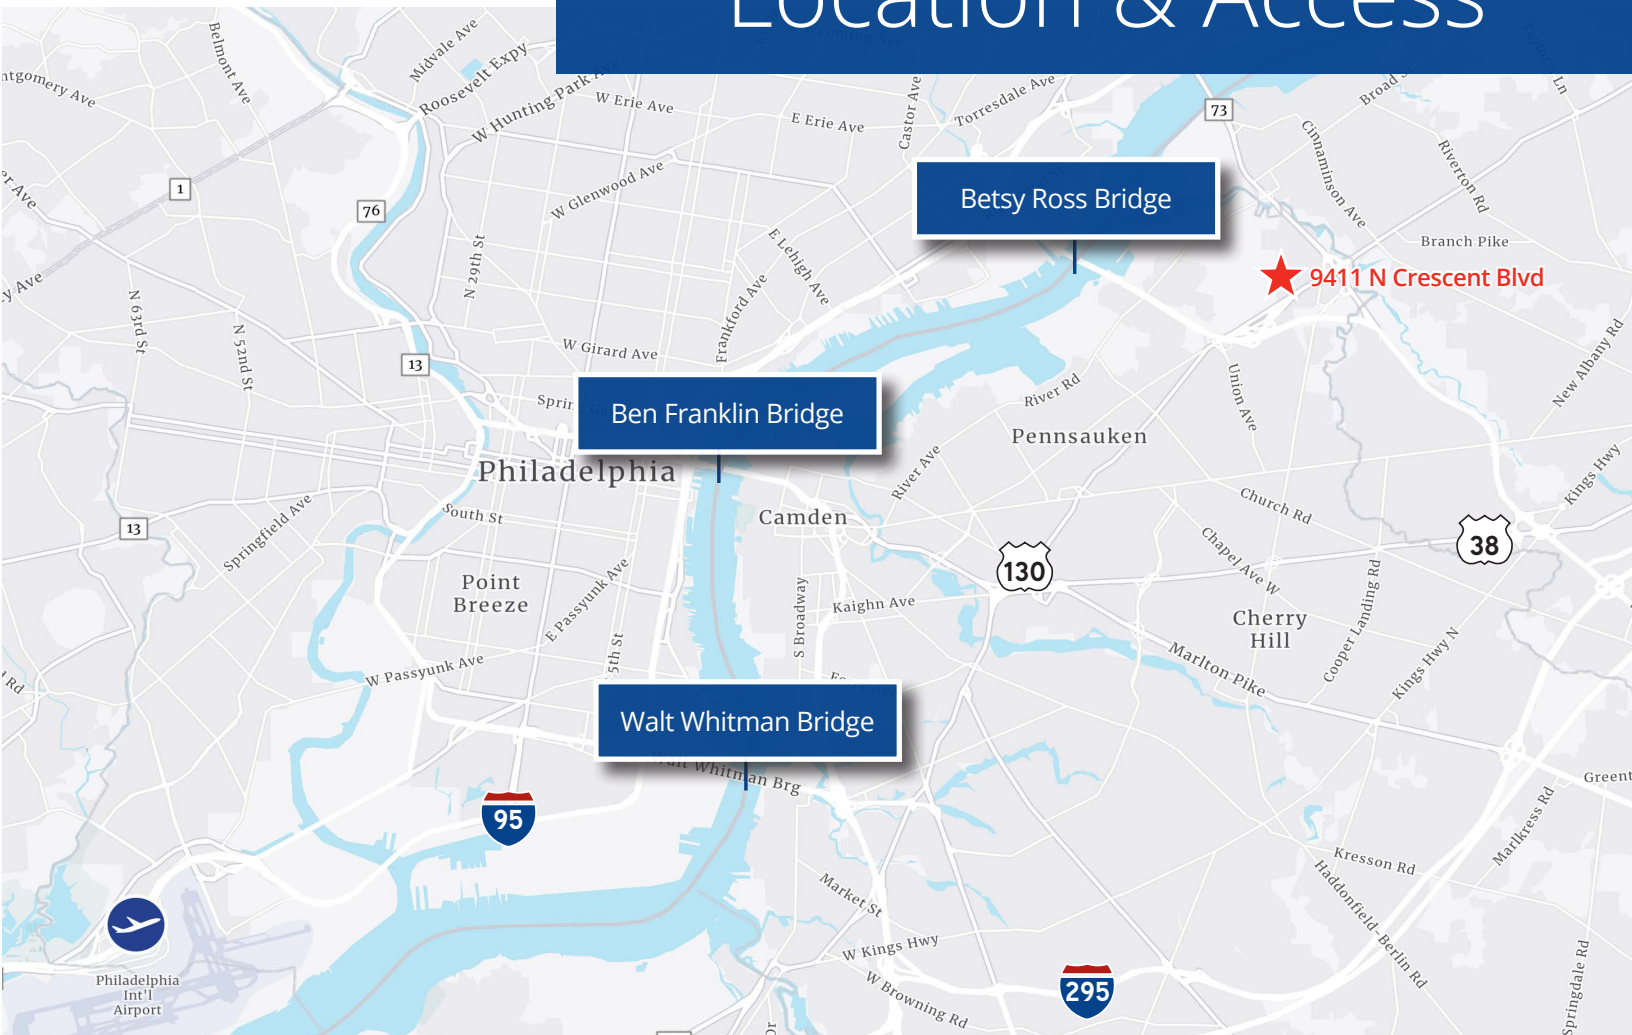 Location & Access
Belmont Ave
Midvale Ave
Roosevelt Expy
ntgomery Ave
W Hunting Park Ave
W Erie Ave
E Erie Ave
Castor Ave
Torresdale Ave
73
Broad
Ln
Cinnaminson Ave
Riverton Rd
er Ave
1
76
W Glenwood Ave
Betsy Ross Bridge
Branch Pike
N 29th St
E Lehigh Ave
9411 N Crescent Blvd
y Ave
N 63rd St
N 52nd St
Frankford Ave
W Girard Ave
13
New Albany Rd
Union Ave
River Rd
Ben Franklin Bridge
Pennsauken
Philadelphia
River Ave
Kings Hwy
Church Rd
South St
Camden
13
Springfield Ave
Chapel Ave W
38
130
Point
Breeze
E Passyunk Ave
S Broadway
Kaighn Ave
Cherry
Hill
Cooper Landing Rd
5th St
W Passyunk Ave
Marlton Pike
Kings Hwy N
Rd
Walt Whitman Bridge
Walt Whitman Brg
Greent
95
Marlkress Rd
Kresson Rd
Market St
Haddonfield-Berlin Rd
W Kings Hwy
Philadelphia
Int'l
Airport
W Browning Rd
295
Springdale Rd